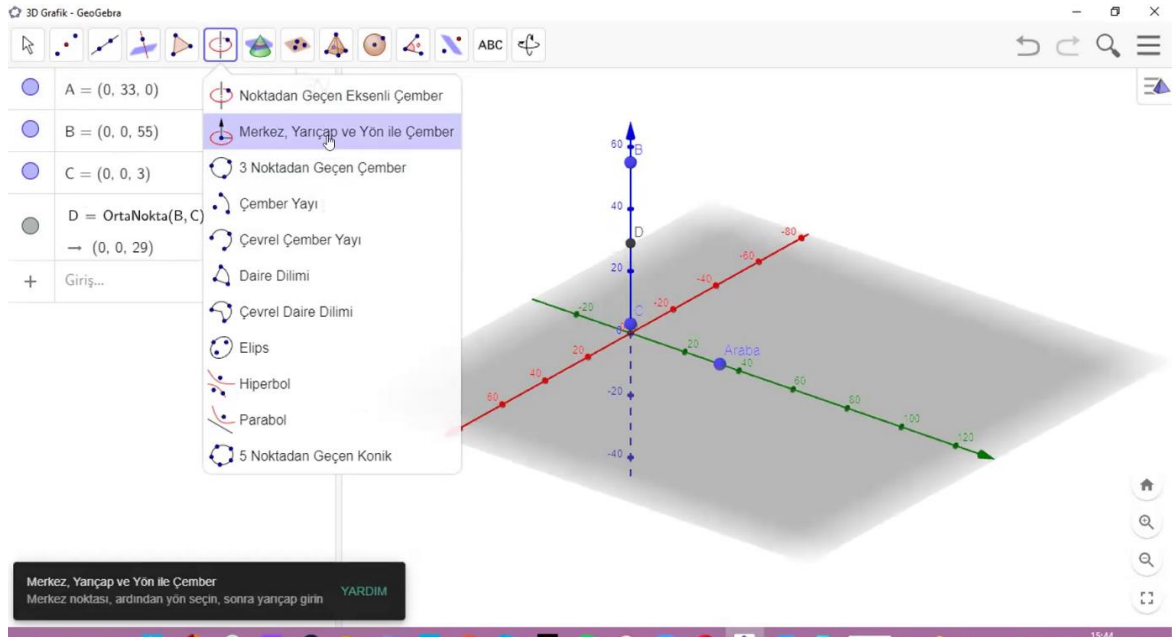 3D Grafik - GeoGebra
ABC
A = (0, 33, 0)
B = (0, 0, 55)
C = (0, 0, 3)
D = OrtaNokta(B, C)
→ (0, 0, 29)
+ Giriş...
Noktadan Geçen Eksenli Çember
Merkez, Yarıçap ve Yön ile Çember
3 Noktadan Geçen Çember
Çember Yayı
Çevrel Çember Yayı
Daire Dilimi
Çevrel Daire Dilimi
Elips
Hiperbol
Parabol
5 Noktadan Geçen Konik
60
B
40
D
20
C
0
-20
-40
-80
-60
-40
-20
20
40
60
-20
20
Araba
40
60
80
100
120
Merkez, Yarıçap ve Yön ile Çember
Merkez noktası, ardından yön seçin, sonra yarıçap girin
YARDIM
15:44